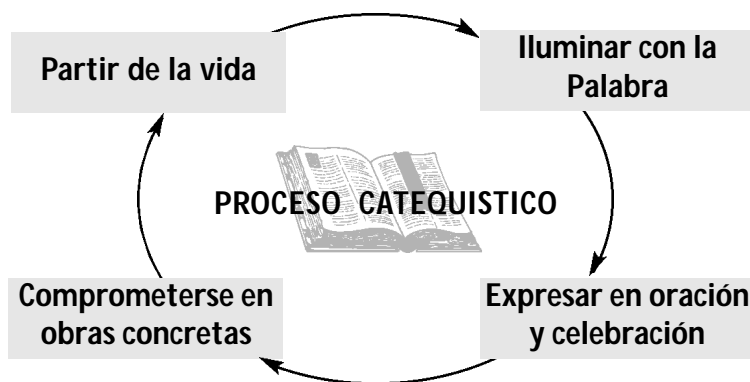 Partir de la vida
Iluminar con la
Palabra
PROCESO CATEQUISTICO
Comprometerse en
obras concretas
Expresar en oración
y celebración